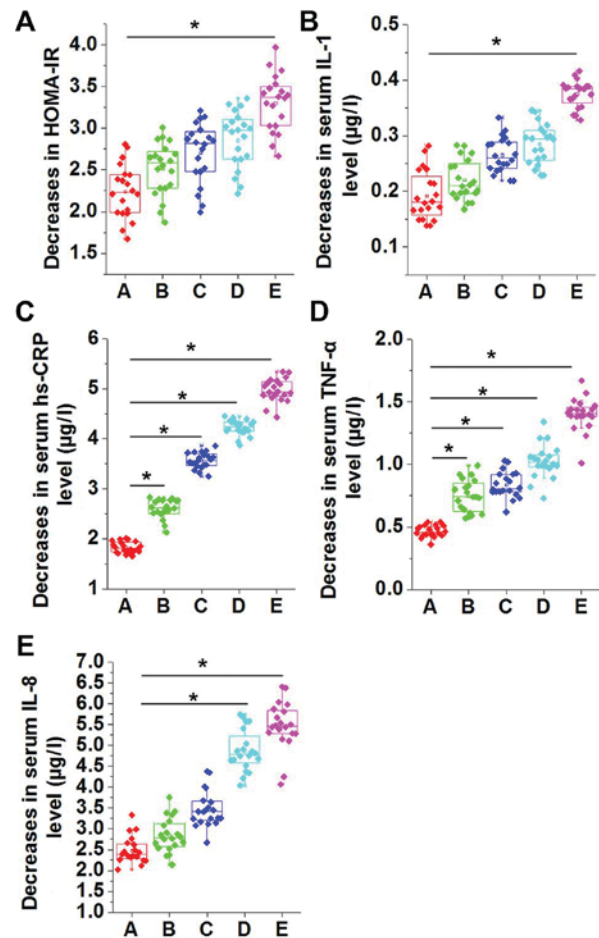 A
Decreases in HOMA-IR
4.0
3.5
3.0
2.5
2.0
1.5
*
A B C D E
B
Decreases in serum IL-1
level (µg/l)
0.4
0.3
0.2
0.1
*
A B C D E
C
Decreases in serum hs-CRP
level (µg/l)
6
5
4
3
2
1
*
*
*
*
A B C D E
D
Decreases in serum TNF-α
level (µg/l)
2.0
1.5
1.0
0.5
0.0
*
*
*
*
A B C D E
E
Decreases in serum IL-8
level (µg/l)
7.0
6.5
6.0
5.5
5.0
4.5
4.0
3.5
3.0
2.5
2.0
1.5
1.0
*
*
A B C D E